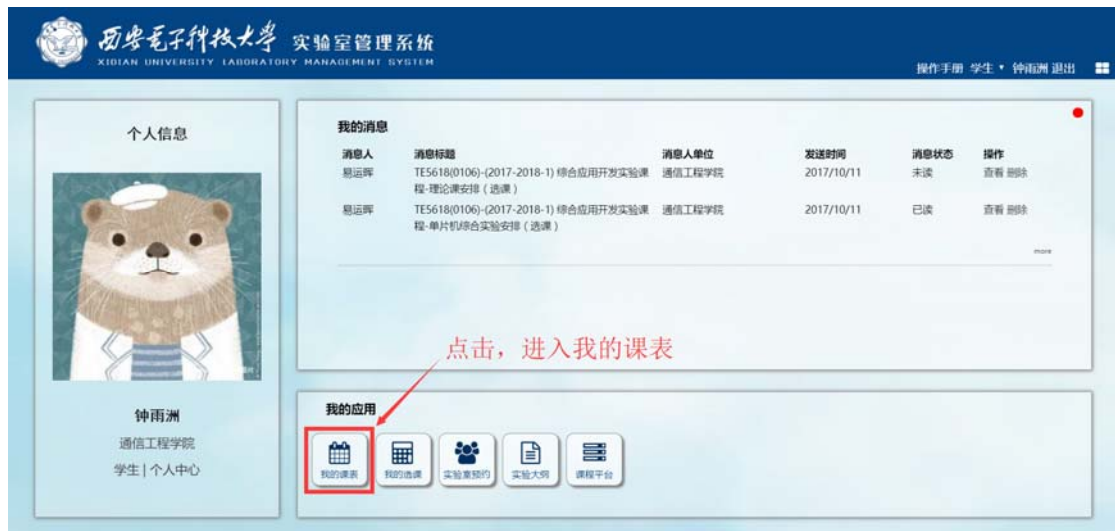 西安电子科技大学 实验室管理系统
XIDIAN UNIVERSITY LABORATORY MANAGEMENT SYSTEM
操作手册 学生 钟雨洲 退出
个人信息
钟雨洲
通信工程学院
学生 | 个人中心
我的消息
消息人 消息标题 消息人单位 发送时间 消息状态 操作
易运晖 TE5618(0106)-(2017-2018-1) 综合应用开发实验课 通信工程学院 2017/10/11 未读 查看 删除
程-理论课安排 ( 选课 )
易运晖 TE5618(0106)-(2017-2018-1) 综合应用开发实验课 通信工程学院 2017/10/11 已读 查看 删除
程-单片机综合实验安排 ( 选课 )
more
点击，进入我的课表
我的应用
我的课表 我的选课 实验室预约 实验大纲 课程平台